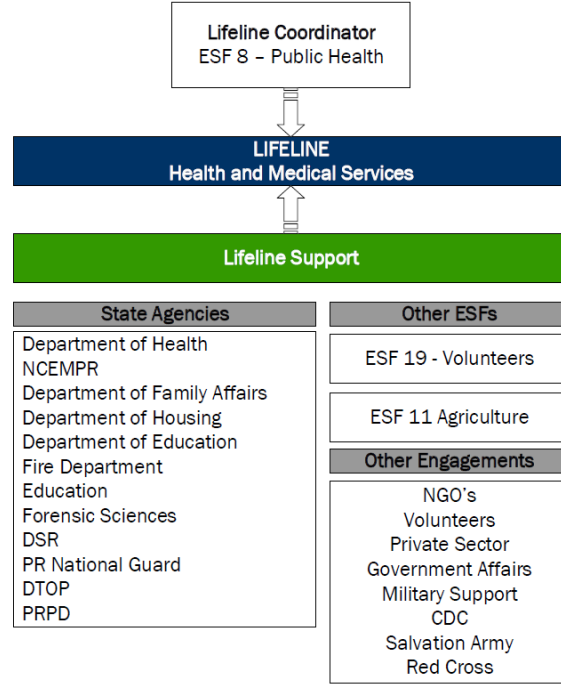 Lifeline Coordinator
ESF 8 – Public Health
LIFELINE
Health and Medical Services
Lifeline Support
State Agencies
Department of Health
NCEMPR
Department of Family Affairs
Department of Housing
Department of Education
Fire Department
Education
Forensic Sciences
DSR
PR National Guard
DTOP
PRPD
Other ESFs
ESF 19 - Volunteers
ESF 11 Agriculture
Other Engagements
NGO's
Volunteers
Private Sector
Government Affairs
Military Support
CDC
Salvation Army
Red Cross